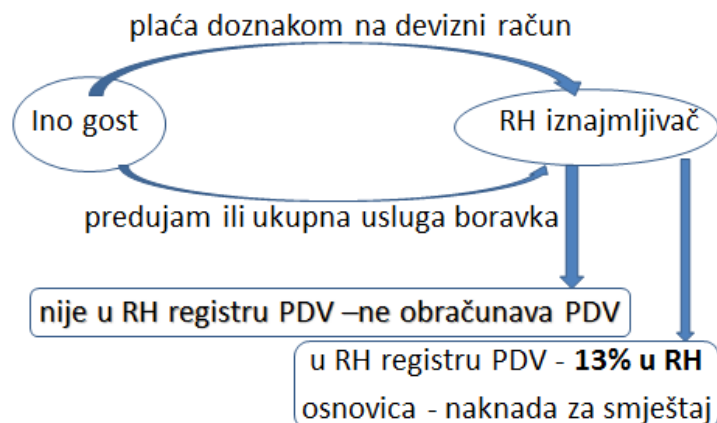 plaća doznakom na devizni račun
Ino gost
RH iznajmljivač
predujam ili ukupna usluga boravka
nije u RH registru PDV –ne obračunava PDV
u RH registru PDV - 13% u RH
osnovica - naknada za smještaj